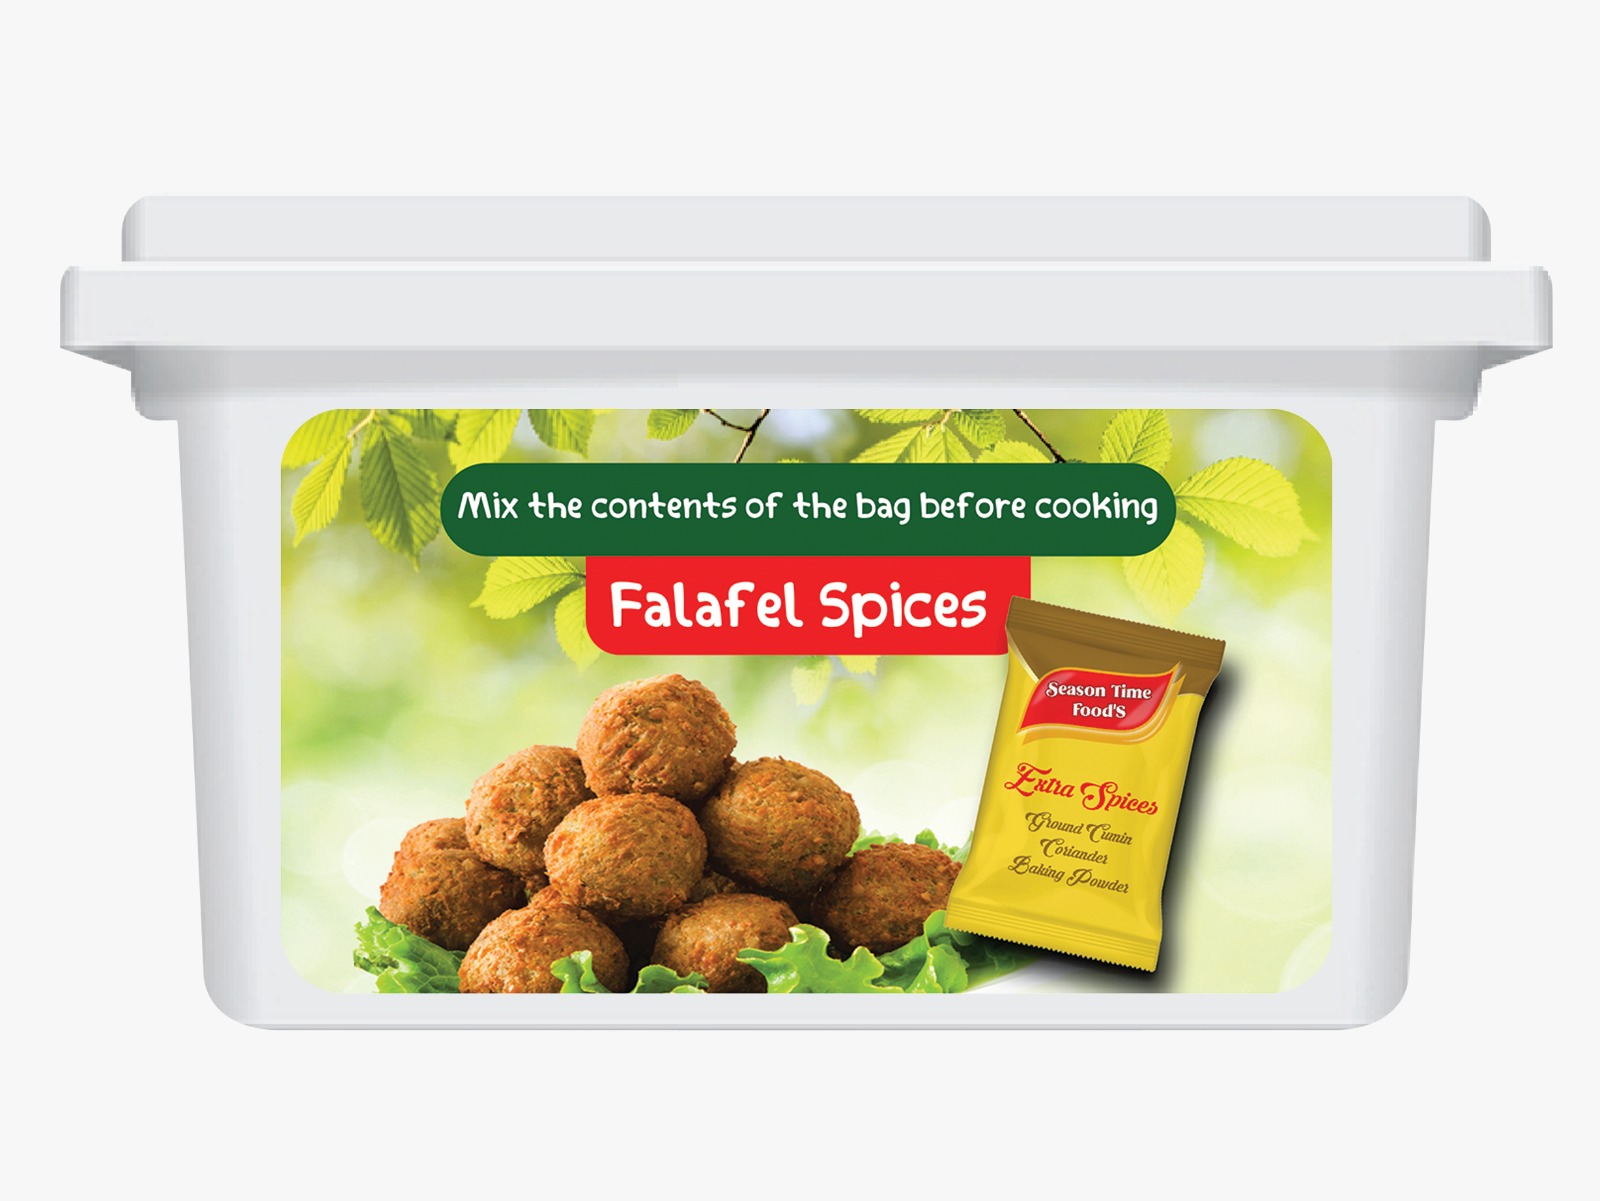 Mix the contents of the bag before cooking
Falafel Spices
Season Time
Food'S
Extra Spices
Ground Cumin
Coriander
Baking Powder